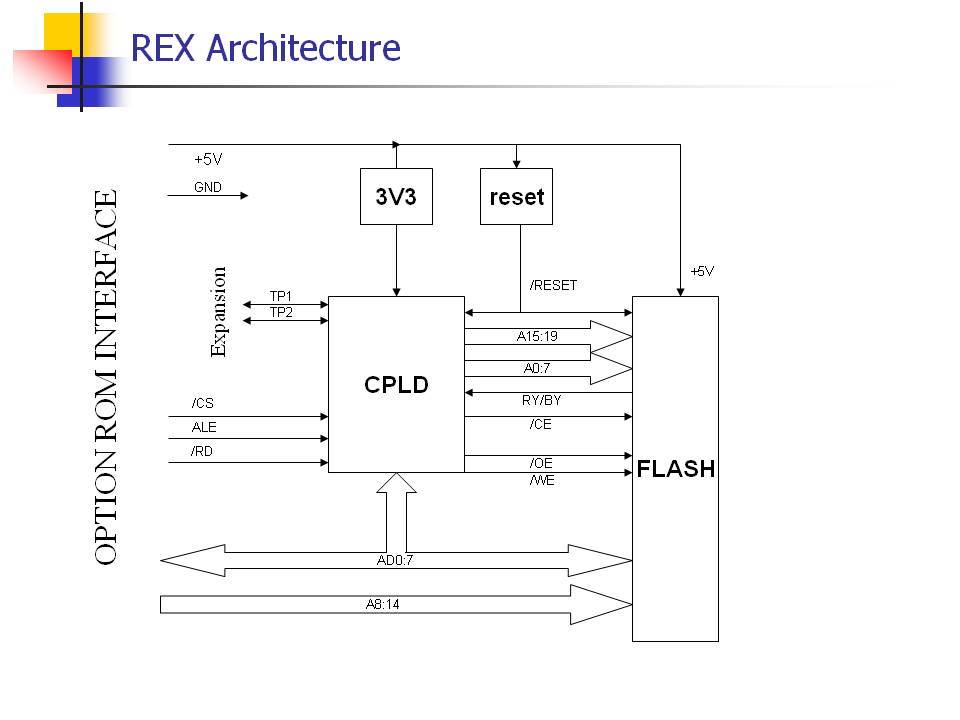 REX Architecture
+5V
GND
3V3
reset
OPTION ROM INTERFACE
Expansion
+5V
/RESET
TP1
TP2
A15:19
A0:7
CPLD
RY/BY
/CS
/CE
ALE
/RD
/OE
/WE
FLASH
AD0:7
A8:14